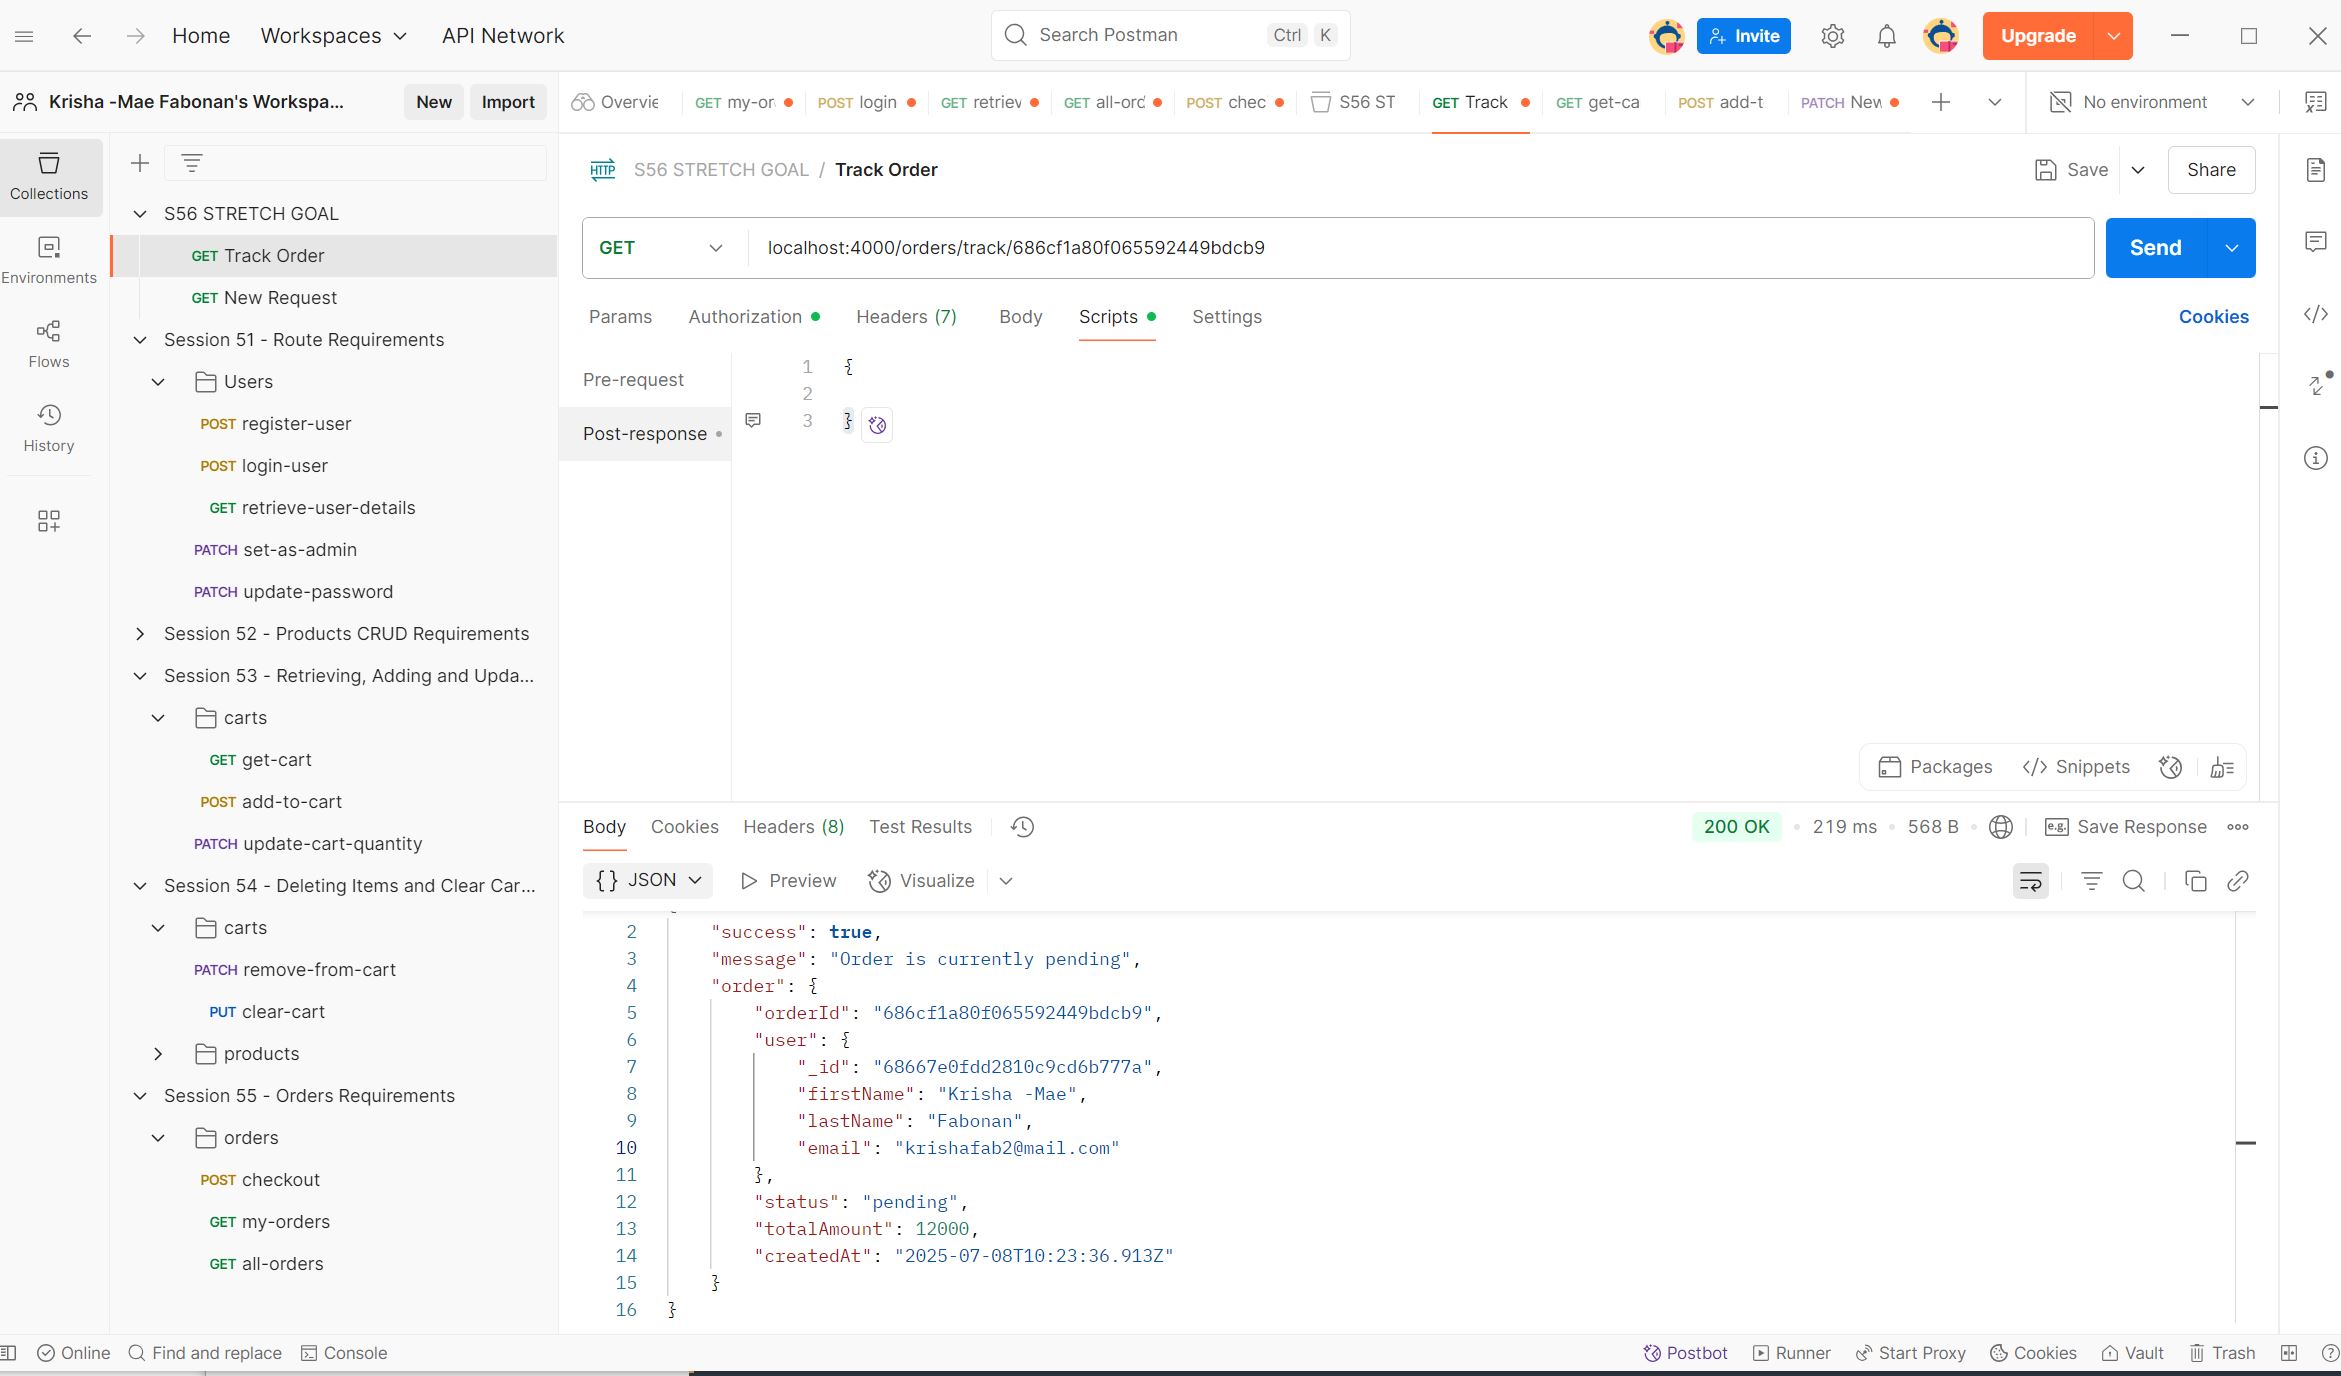 Home Workspaces API Network Search Postman Ctrl K Invite Upgrade
Krisha -Mae Fabonan's Workspa... New Import Overvie GET my-or POST login GET retriev GET all-ord POST chec S56 ST GET Track GET get-ca POST add-t PATCH New No environment
Collections
Environments
Flows
History
S56 STRETCH GOAL
GET Track Order
GET New Request
Session 51 - Route Requirements
Users
POST register-user
POST login-user
GET retrieve-user-details
PATCH set-as-admin
PATCH update-password
Session 52 - Products CRUD Requirements
Session 53 - Retrieving, Adding and Upda...
carts
GET get-cart
POST add-to-cart
PATCH update-cart-quantity
Session 54 - Deleting Items and Clear Car...
carts
PATCH remove-from-cart
PUT clear-cart
products
Session 55 - Orders Requirements
orders
POST checkout
GET my-orders
GET all-orders
HTTP S56 STRETCH GOAL / Track Order Save Share
GET localhost:4000/orders/track/686cf1a80f065592449bdcb9 Send
Params Authorization Headers (7) Body Scripts Settings Cookies
Pre-request
Post-response
1 {
2
3 }
Packages </> Snippets
Body Cookies Headers (8) Test Results 200 OK 219 ms 568 B e.g. Save Response
{} JSON Preview Visualize
2 "success": true,
3 "message": "Order is currently pending",
4 "order": {
5 "orderId": "686cf1a80f065592449bdcb9",
6 "user": {
7 "_id": "68667e0fdd2810c9cd6b777a",
8 "firstName": "Krisha -Mae",
9 "lastName": "Fabonan",
10 "email": "krishafab2@mail.com"
11 },
12 "status": "pending",
13 "totalAmount": 12000,
14 "createdAt": "2025-07-08T10:23:36.913Z"
15 }
16 }
Online Find and replace Console Postbot Runner Start Proxy Cookies Vault Trash